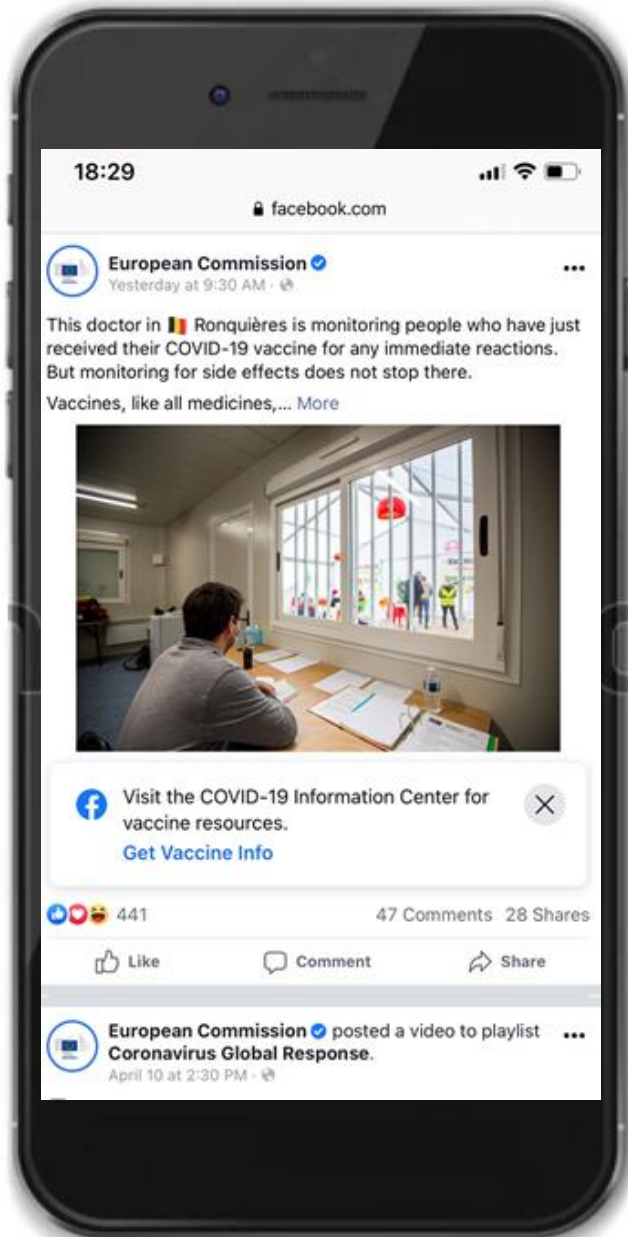 18:29
facebook.com
European Commission
Yesterday at 9:30 AM ·
This doctor in 🇧🇪 Ronquières is monitoring people who have just
received their COVID-19 vaccine for any immediate reactions.
But monitoring for side effects does not stop there.
Vaccines, like all medicines,... More
Visit the COVID-19 Information Center for
vaccine resources.
Get Vaccine Info
441 47 Comments 28 Shares
Like Comment Share
European Commission posted a video to playlist
Coronavirus Global Response.
April 10 at 2:30 PM ·